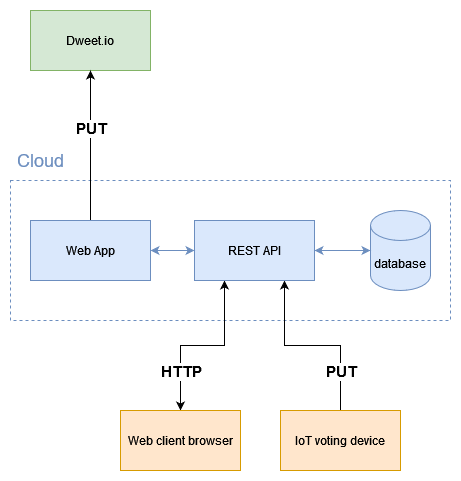 Dweet.io
PUT
Cloud
Web App
REST API
database
HTTP
PUT
Web client browser
IoT voting device